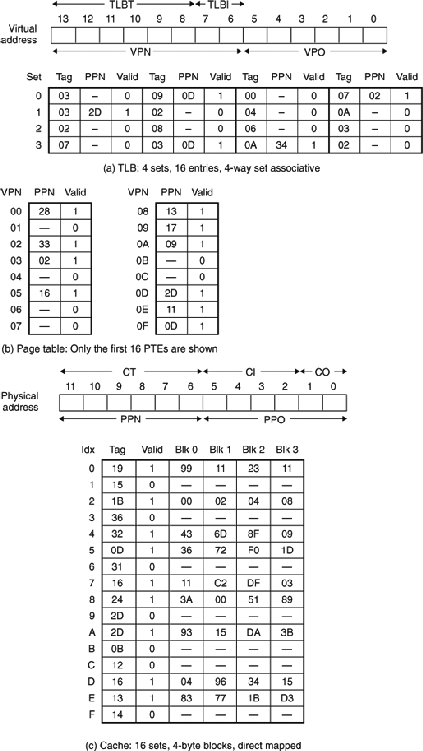 TLBT TLBI
13 12 11 10 9 8 7 6 5 4 3 2 1 0
Virtual address
VPN VPO
Set Tag PPN Valid Tag PPN Valid Tag PPN Valid Tag PPN Valid
0 03 – 0 09 0D 1 00 – 0 07 02 1
1 03 2D 1 02 – 0 04 – 0 0A – 0
2 02 – 0 08 – 0 06 – 0 03 – 0
3 07 – 0 03 0D 1 0A 34 1 02 – 0
(a) TLB: 4 sets, 16 entries, 4-way set associative
VPN PPN Valid VPN PPN Valid
00 28 1 08 13 1
01 — 0 09 17 1
02 33 1 0A 09 1
03 02 1 0B — 0
04 — 0 0C — 0
05 16 1 0D 2D 1
06 — 0 0E 11 1
07 — 0 0F 0D 1
(b) Page table: Only the first 16 PTEs are shown
CT CI CO
11 10 9 8 7 6 5 4 3 2 1 0
Physical address
PPN PPO
Idx Tag Valid Blk 0 Blk 1 Blk 2 Blk 3
0 19 1 99 11 23 11
1 15 0 — — — —
2 1B 1 00 02 04 08
3 36 0 — — — —
4 32 1 43 6D 8F 09
5 0D 1 36 72 F0 1D
6 31 0 — — — —
7 16 1 11 C2 DF 03
8 24 1 3A 00 51 89
9 2D 0 — — — —
A 2D 1 93 15 DA 3B
B 0B 0 — — — —
C 12 0 — — — —
D 16 1 04 96 34 15
E 13 1 83 77 1B D3
F 14 0 — — — —
(c) Cache: 16 sets, 4-byte blocks, direct mapped